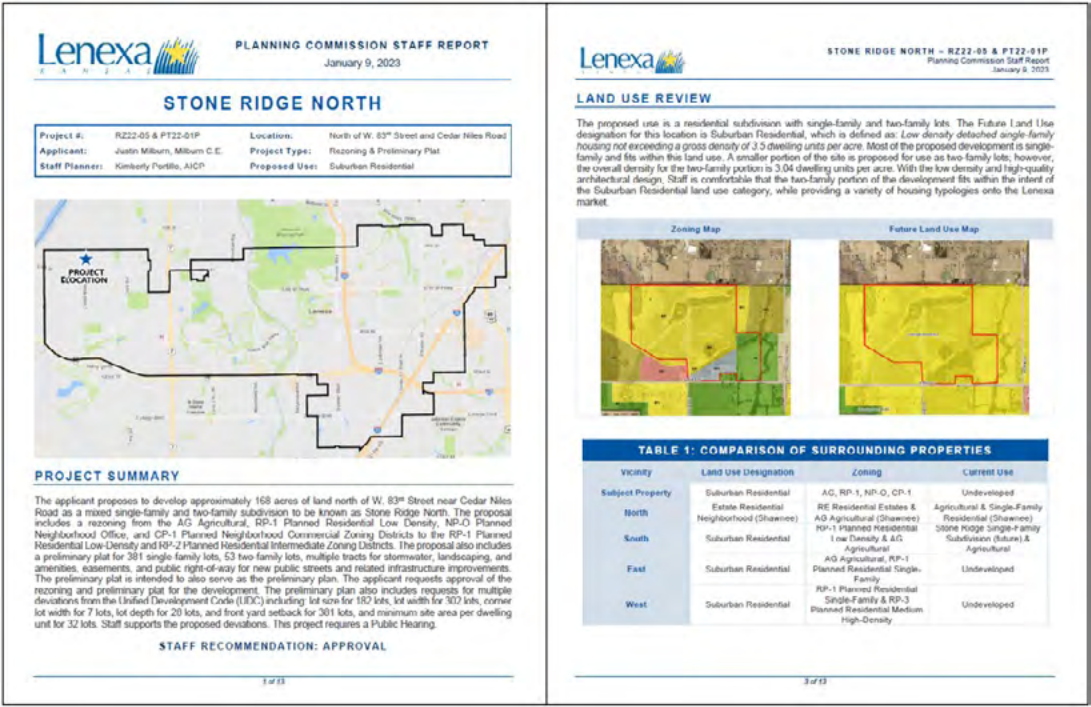 Lenexa
KANSAS
PLANNING COMMISSION STAFF REPORT
January 9, 2023
STONE RIDGE NORTH
Project #: RZ22-05 & PT22-01P Location: North of W. 83rd Street and Cedar Niles Road
Applicant: Justin Milburn, Milburn C.E. Project Type: Rezoning & Preliminary Plat
Staff Planner: Kimberly Portillo, AICP Proposed Use: Suburban Residential
PROJECT
LOCATION
Lenexa
PROJECT SUMMARY
The applicant proposes to develop approximately 168 acres of land north of W. 83rd Street near Cedar Niles
Road as a mixed single-family and two-family subdivision to be known as Stone Ridge North. The proposal
includes a rezoning from the AG Agricultural, RP-1 Planned Residential Low Density, NP-O Planned
Neighborhood Office, and CP-1 Planned Neighborhood Commercial Zoning Districts to the RP-1 Planned
Residential Low-Density and RP-2 Planned Residential Intermediate Zoning Districts. The proposal also includes
a preliminary plat for 381 single family lots, 53 two-family lots, multiple tracts for stormwater, landscaping, and
amenities, easements, and public right-of-way for new public streets and related infrastructure improvements.
The preliminary plat is intended to also serve as the preliminary plan. The applicant requests approval of the
rezoning and preliminary plat for the development. The preliminary plan also includes requests for multiple
deviations from the Unified Development Code (UDC) including: lot size for 182 lots, lot width for 302 lots, corner
lot width for 7 lots, lot depth for 20 lots, and front yard setback for 381 lots, and minimum site area per dwelling
unit for 32 lots. Staff supports the proposed deviations. This project requires a Public Hearing.
STAFF RECOMMENDATION: APPROVAL
1 of 13
Lenexa
STONE RIDGE NORTH – RZ22-05 & PT22-01P
Planning Commission Staff Report
January 9, 2023
LAND USE REVIEW
The proposed use is a residential subdivision with single-family and two-family lots. The Future Land Use
designation for this location is Suburban Residential, which is defined as: Low density detached single-family
housing not exceeding a gross density of 3.5 dwelling units per acre. Most of the proposed development is single-
family and fits within this land use. A smaller portion of the site is proposed for use as two-family lots; however,
the overall density for the two-family portion is 3.04 dwelling units per acre. With the low density and high-quality
architectural design, Staff is comfortable that the two-family portion of the development fits within the intent of
the Suburban Residential land use category, while providing a variety of housing typologies onto the Lenexa
market.
Zoning Map Future Land Use Map
TABLE 1: COMPARISON OF SURROUNDING PROPERTIES
Vicinity Land Use Designation Zoning Current Use
Subject Property Suburban Residential AG, RP-1, NP-O, CP-1 Undeveloped
North Estate Residential Neighborhood (Shawnee) RE Residential Estates & AG Agricultural (Shawnee) Agricultural & Single-Family Residential (Shawnee)
South Suburban Residential RP-1 Planned Residential Low Density & AG Agricultural Stone Ridge Single-Family Subdivision (future) & Agricultural
East Suburban Residential AG Agricultural, RP-1 Planned Residential Single-Family Undeveloped
West Suburban Residential RP-1 Planned Residential Single-Family & RP-3 Planned Residential Medium High-Density Undeveloped
3 of 13